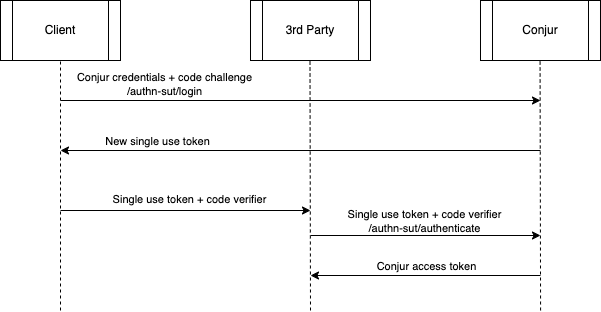 Client
3rd Party
Conjur
Conjur credentials + code challenge
/authn-sut/login
New single use token
Single use token + code verifier
Single use token + code verifier
/authn-sut/authenticate
Conjur access token